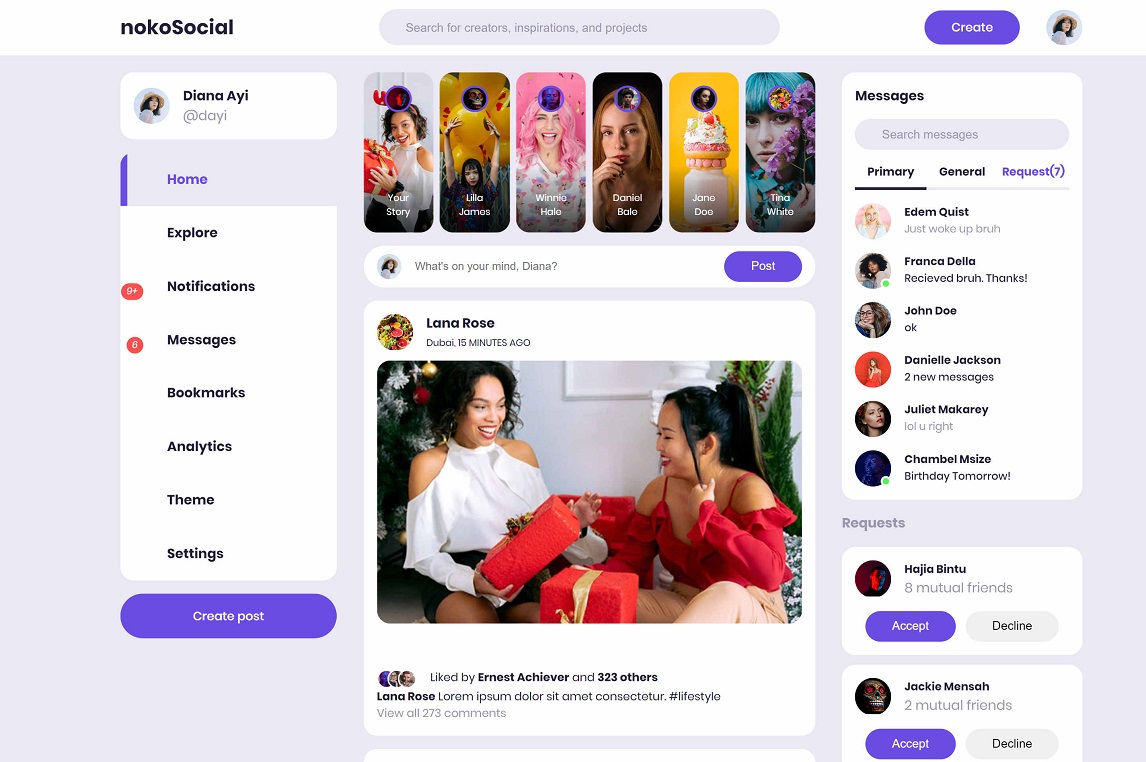 nokoSocial
Search for creators, inspirations, and projects
Create
Diana Ayi
@dayi
Home
Explore
9+
Notifications
6
Messages
Bookmarks
Analytics
Theme
Settings
Create post
Your
Story
Lilla
James
Winnie
Hale
Daniel
Bale
Jane
Doe
Tina
White
What's on your mind, Diana?
Post
Lana Rose
Dubai, 15 MINUTES AGO
Liked by Ernest Achiever and 323 others
Lana Rose Lorem ipsum dolor sit amet consectetur. #lifestyle
View all 273 comments
Messages
Search messages
Primary General Request(7)
Edem Quist
Just woke up bruh
Franca Della
Recieved bruh. Thanks!
John Doe
ok
Danielle Jackson
2 new messages
Juliet Makarey
lol u right
Chambel Msize
Birthday Tomorrow!
Requests
Hajia Bintu
8 mutual friends
Accept Decline
Jackie Mensah
2 mutual friends
Accept Decline